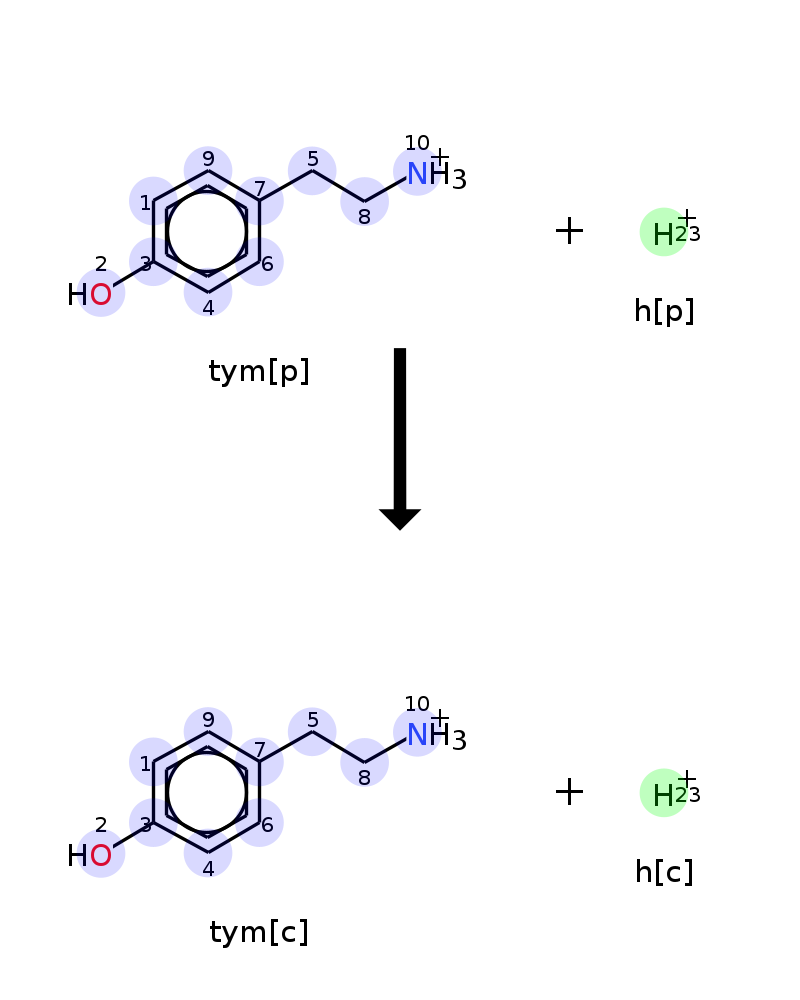 9 5 10
1 7 NH3+
8
2 3 6
HO 4
+ H+ 23
tym[p]
h[p]
9 5 10
1 7 NH3+
8
2 3 6
HO 4
+ H+ 23
tym[c]
h[c]